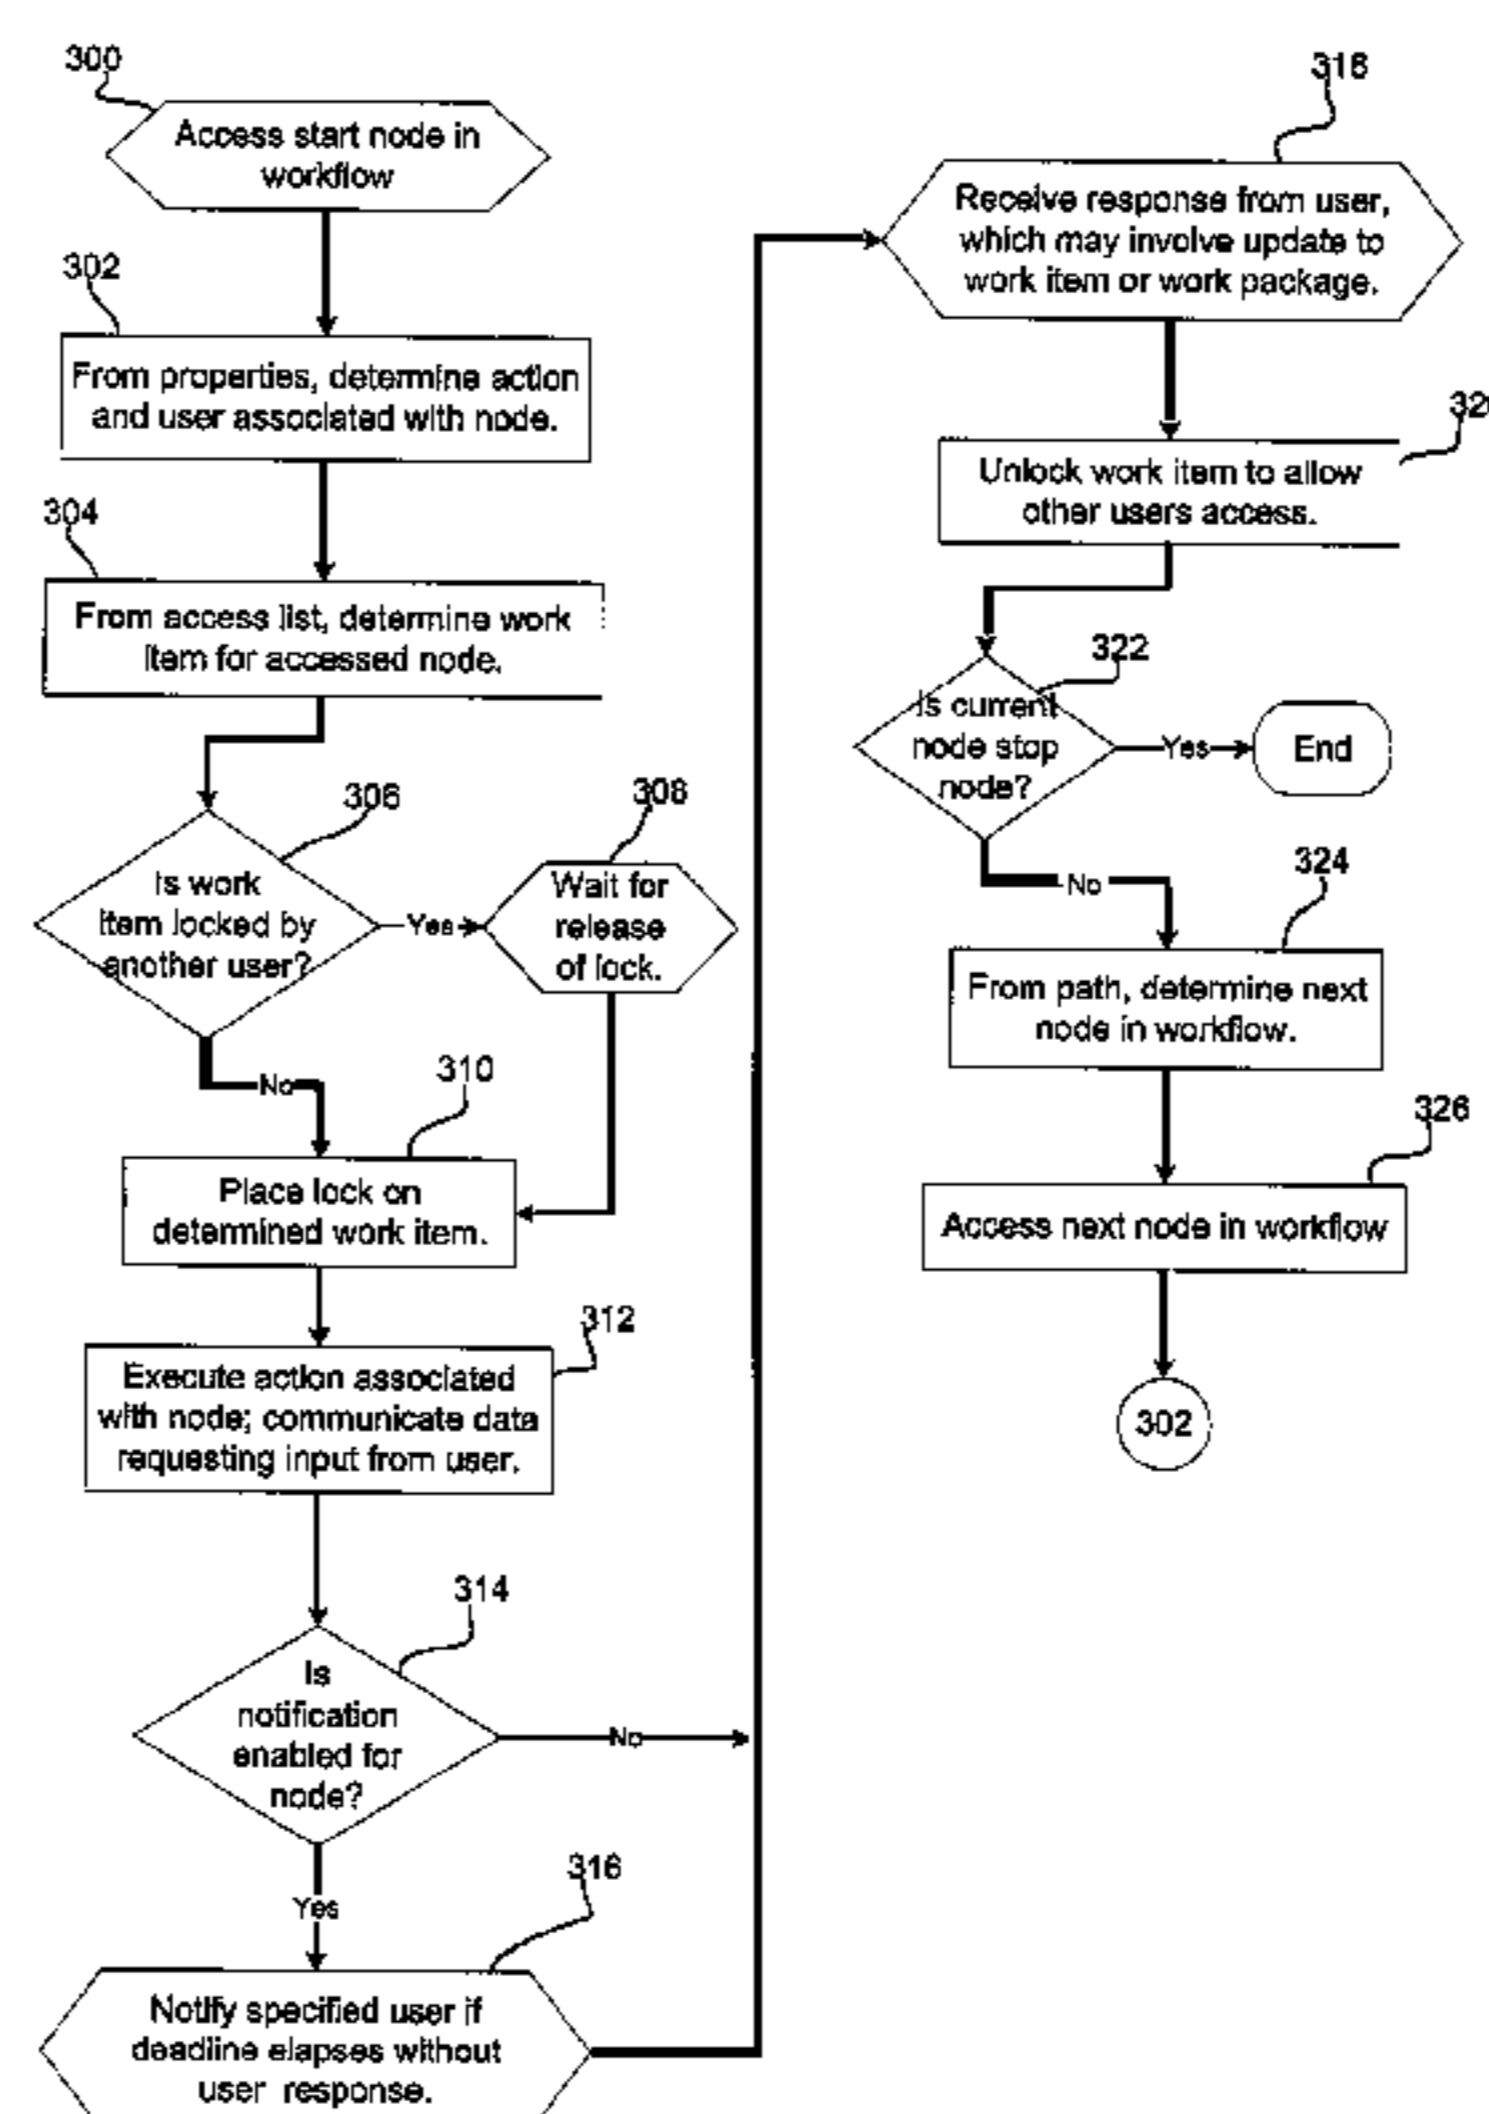 300
Access start node in
workflow
302
From properties, determine action
and user associated with node.
304
From access list, determine work
item for accessed node.
306
Is work
item locked by
another user?
Yes
308
Wait for
release
of lock.
No
310
Place lock on
determined work item.
312
Execute action associated
with node; communicate data
requesting input from user.
314
Is
notification
enabled for
node?
No
Yes
316
Notify specified user if
deadline elapses without
user response.
318
Receive response from user,
which may involve update to
work item or work package.
Unlock work item to allow
other users access.
322
Is current
node stop
node?
Yes
End
No
324
From path, determine next
node in workflow.
326
Access next node in workflow
302